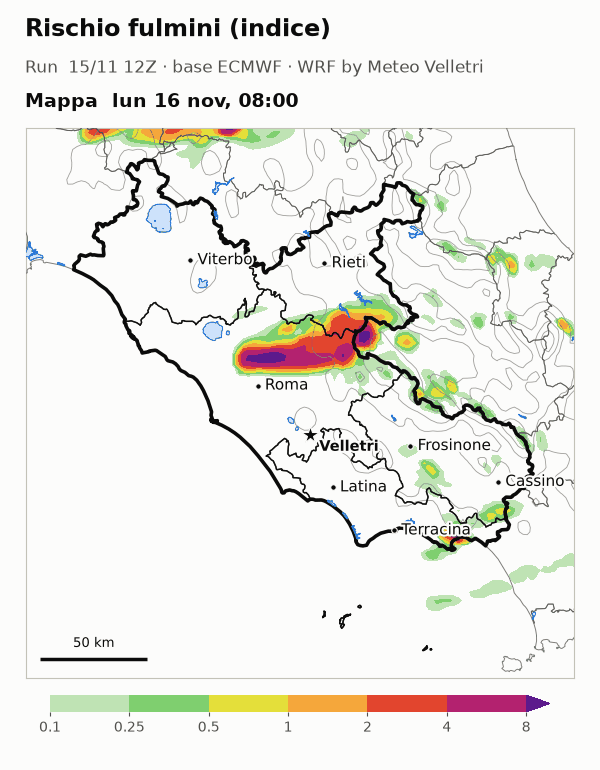 Rischio fulmini (indice)
Run  15/11 12Z · base ECMWF · WRF by Meteo Velletri
Mappa  lun 16 nov, 08:00
Viterbo
Rieti
Roma
Velletri
Frosinone
Cassino
Latina
Terracina
50 km
0.1 0.25 0.5 1 2 4 8